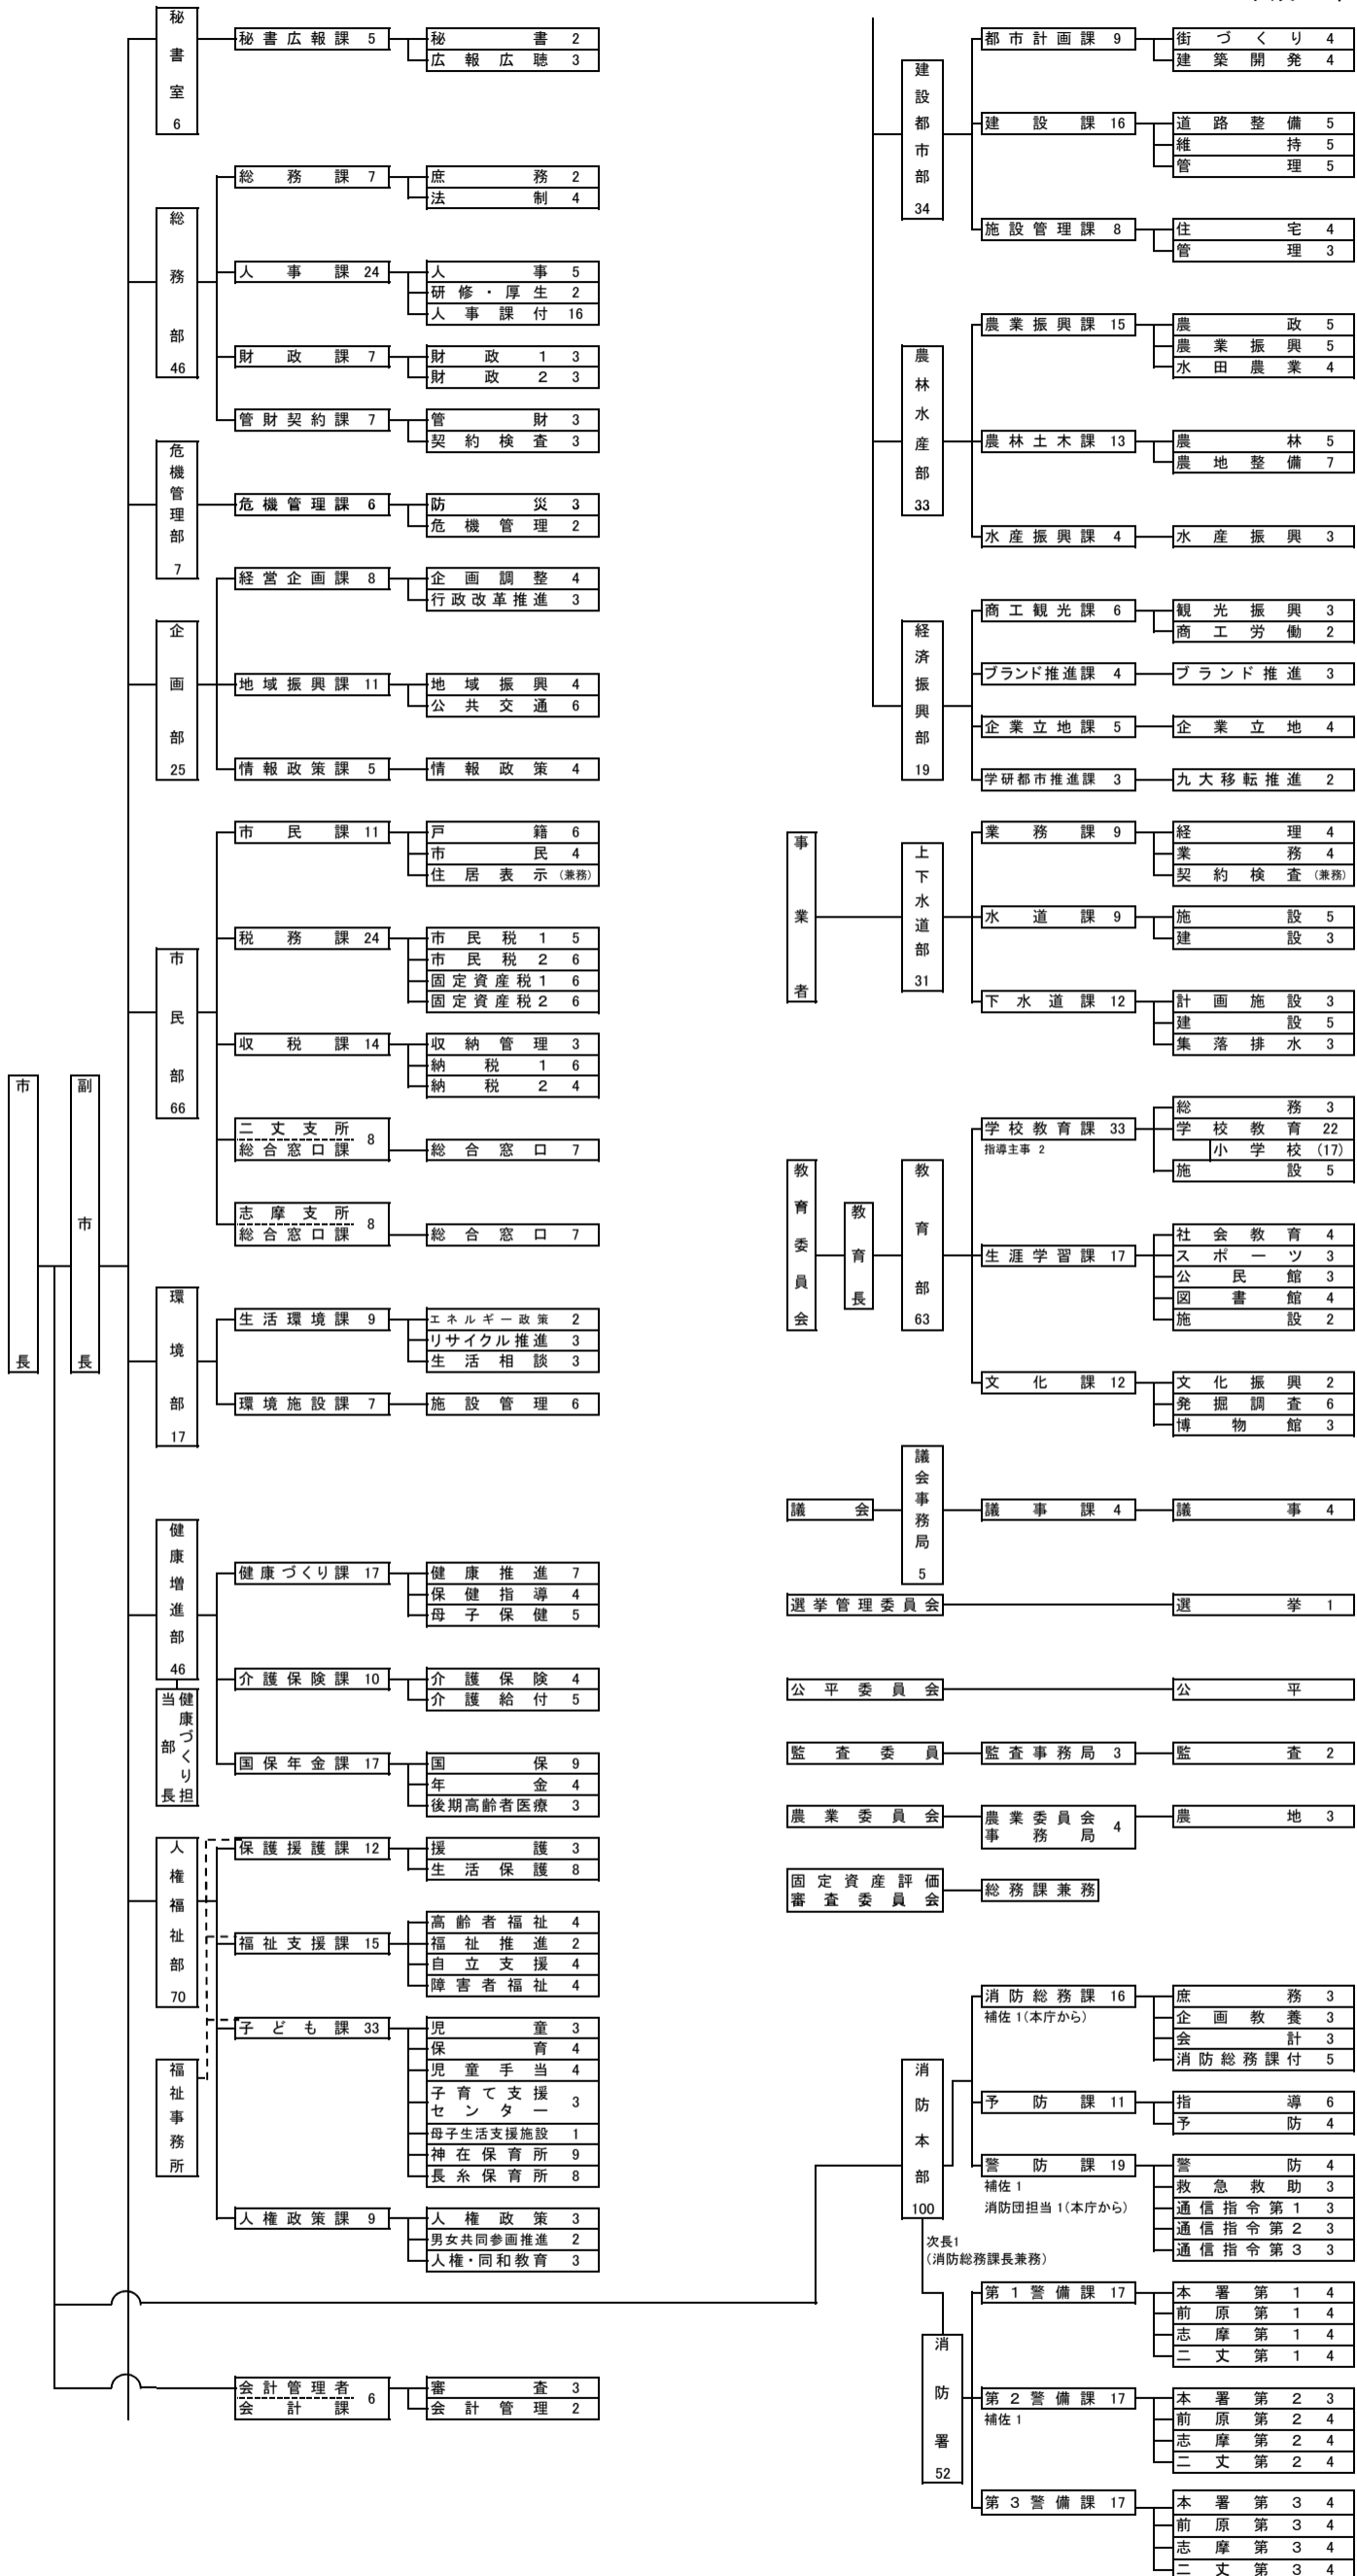 秘書室 6
秘書広報課 5
秘書 2
広報広聴 3
総務部 46
総務課 7
庶務 2
法制 4
人事課 24
人事 5
研修・厚生 2
人事課付 16
財政課 7
財政1 3
財政2 3
管財契約課 7
管財 3
契約検査 3
危機管理部 7
危機管理課 6
防災 3
危機管理 2
企画部 25
経営企画課 8
企画調整 4
行政改革推進 3
地域振興課 11
地域振興 4
公共交通 6
情報政策課 5
情報政策 4
市民部 66
市民課 11
戸籍 6
市民 4
住居表示 (兼務)
税務課 24
市民税1 5
市民税2 6
固定資産税1 6
固定資産税2 6
収税課 14
収納管理 3
納税1 6
納税2 4
二丈支所
総合窓口課 8
総合窓口 7
志摩支所
総合窓口課 8
総合窓口 7
市長
副市長
環境部 17
生活環境課 9
エネルギー政策 2
リサイクル推進 3
生活相談 3
環境施設課 7
施設管理 6
健康増進部 46
健康づくり担当部長
健康づくり課 17
健康推進 7
保健指導 4
母子保健 5
介護保険課 10
介護保険 4
介護給付 5
国保年金課 17
国保 9
年金 4
後期高齢者医療 3
人権福祉部 70
福祉事務所
保護援護課 12
援護 3
生活保護 8
福祉支援課 15
高齢者福祉 4
福祉推進 2
自立支援 4
障害者福祉 4
子ども課 33
児童 3
保育 4
児童手当 4
子育て支援
センター 3
母子生活支援施設 1
神在保育所 9
長糸保育所 8
人権政策課 9
人権政策 3
男女共同参画推進 2
人権・同和教育 3
会計管理者
会計課 6
審査 3
会計管理 2
建設都市部 34
都市計画課 9
街づくり 4
建築開発 4
建設課 16
道路整備 5
維持 5
管理 5
施設管理課 8
住宅 4
管理 3
農林水産部 33
農業振興課 15
農政 5
農業振興 5
水田農業 4
農林土木課 13
農林 5
農地整備 7
水産振興課 4
水産振興 3
経済振興部 19
商工観光課 6
観光振興 3
商工労働 2
ブランド推進課 4
ブランド推進 3
企業立地課 5
企業立地 4
学研都市推進課 3
九大移転推進 2
事業者
上下水道部 31
業務課 9
経理 4
業務 4
契約検査 (兼務)
水道課 9
施設 5
建設 3
下水道課 12
計画施設 3
建設 5
集落排水 3
教育委員会
教育長
教育部 63
学校教育課 33
指導主事 2
総務 3
学校教育 22
小学校 (17)
施設 5
生涯学習課 17
社会教育 4
スポーツ 3
公民館 3
図書館 4
施設 2
文化課 12
文化振興 2
発掘調査 6
博物館 3
議会
議会事務局 5
議事課 4
議事 4
選挙管理委員会
選挙 1
公平委員会
公平
監査委員
監査事務局 3
監査 2
農業委員会
農業委員会
事務局 4
農地 3
固定資産評価
審査委員会
総務課兼務
消防本部 100
消防総務課 16
補佐 1(本庁から)
庶務 3
企画教養 3
会計 3
消防総務課付 5
予防課 11
指導 6
予防 4
警防課 19
補佐 1
消防団担当 1(本庁から)
警防 4
救急救助 3
通信指令第1 3
通信指令第2 3
通信指令第3 3
次長1
(消防総務課長兼務)
消防署 52
第1警備課 17
本署第1 4
前原第1 4
志摩第1 4
二丈第1 4
第2警備課 17
補佐 1
本署第2 3
前原第2 4
志摩第2 4
二丈第2 4
第3警備課 17
本署第3 4
前原第3 4
志摩第3 4
二丈第3 4